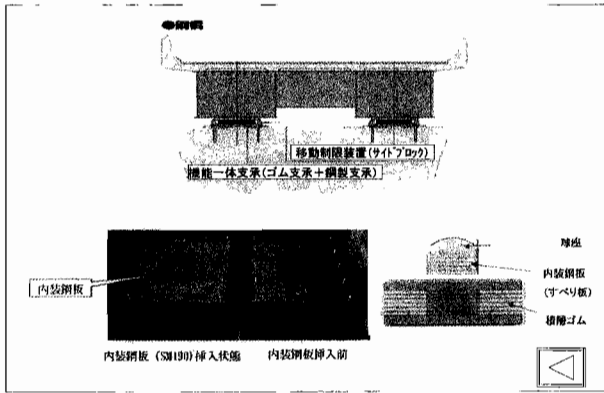 ●鋼橋
移動制限装置(サイドブロック)
機能一体支承(ゴム支承+鋼製支承)
球座
内装鋼板
内装鋼板
(すべり板)
積層ゴム
内装鋼板 (SM490)挿入状態
内装鋼板挿入前